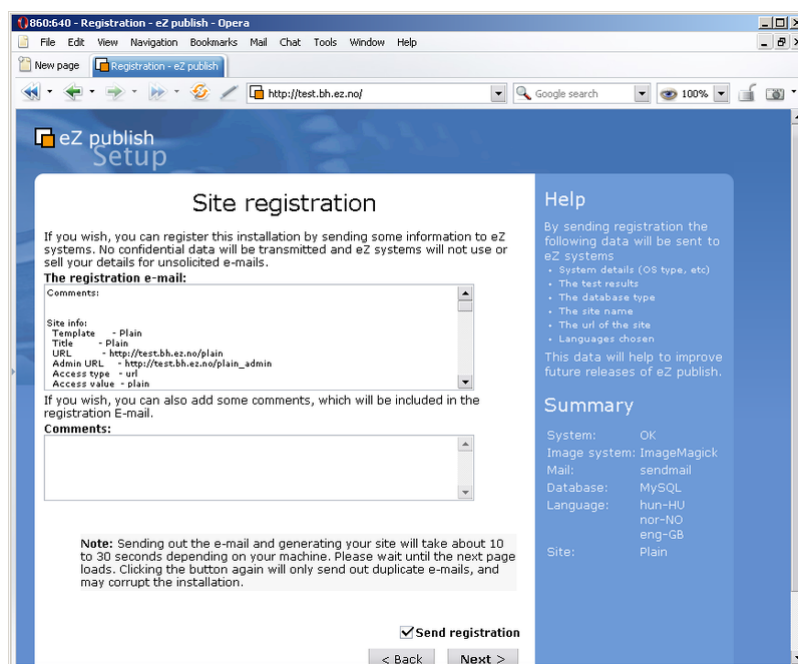 860:640 - Registration - eZ publish - Opera
File Edit View Navigation Bookmarks Mail Chat Tools Window Help
New page Registration - eZ publish
http://test.bh.ez.no/ Google search 100%
eZ publish
Setup
Site registration
If you wish, you can register this installation by sending some information to eZ
systems. No confidential data will be transmitted and eZ systems will not use or
sell your details for unsolicited e-mails.
The registration e-mail:
Comments:
Site info:
Template - Plain
Title - Plain
URL - http://test.bh.ez.no/plain
Admin URL - http://test.bh.ez.no/plain_admin
Access type - url
Access value - plain
If you wish, you can also add some comments, which will be included in the
registration E-mail.
Comments:
Note: Sending out the e-mail and generating your site will take about 10
to 30 seconds depending on your machine. Please wait until the next page
loads. Clicking the button again will only send out duplicate e-mails, and
may corrupt the installation.
Send registration
< Back Next >
Help
By sending registration the
following data will be sent to
eZ systems
• System details (OS type, etc)
• The test results
• The database type
• The site name
• The url of the site
• Languages chosen
This data will help to improve
future releases of eZ publish.
Summary
System: OK
Image system: ImageMagick
Mail: sendmail
Database: MySQL
Language: hun-HU
nor-NO
eng-GB
Site: Plain